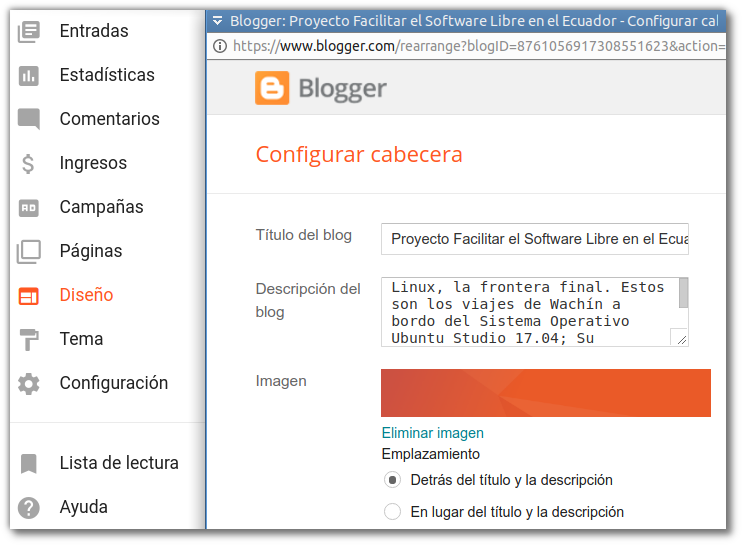 Entradas
Estadísticas
Comentarios
Ingresos
Campañas
Páginas
Diseño
Tema
Configuración
Lista de lectura
Ayuda
Blogger: Proyecto Facilitar el Software Libre en el Ecuador - Configurar cal
https://www.blogger.com/rearrange?blogID=8761056917308551623&action=
Blogger
Configurar cabecera
Título del blog
Proyecto Facilitar el Software Libre en el Ecua
Descripción del
blog
Linux, la frontera final. Estos
son los viajes de Wachín a
bordo del Sistema Operativo
Ubuntu Studio 17.04; Su
Imagen
Eliminar imagen
Emplazamiento
Detrás del título y la descripción
En lugar del título y la descripción